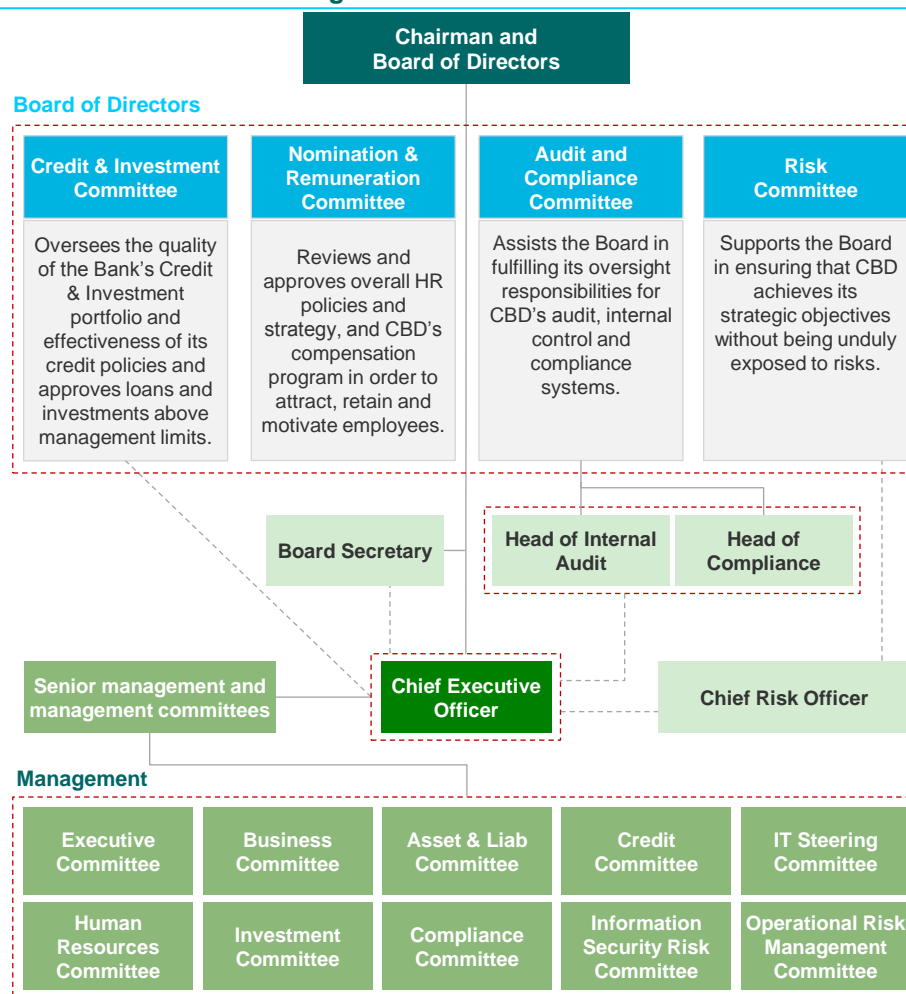 Chairman and
Board of Directors
Board of Directors
Credit & Investment
Committee
Oversees the quality
of the Bank's Credit
& Investment
portfolio and
effectiveness of its
credit policies and
approves loans and
investments above
management limits.
Nomination &
Remuneration
Committee
Reviews and
approves overall HR
policies and
strategy, and CBD's
compensation
program in order to
attract, retain and
motivate employees.
Audit and
Compliance
Committee
Assists the Board in
fulfilling its oversight
responsibilities for
CBD's audit, internal
control and
compliance
systems.
Risk
Committee
Supports the Board
in ensuring that CBD
achieves its
strategic objectives
without being unduly
exposed to risks.
Board Secretary
Head of Internal
Audit
Head of
Compliance
Senior management and
management committees
Chief Executive
Officer
Chief Risk Officer
Management
Executive
Committee
Business
Committee
Asset & Liab
Committee
Credit
Committee
IT Steering
Committee
Human
Resources
Committee
Investment
Committee
Compliance
Committee
Information
Security Risk
Committee
Operational Risk
Management
Committee